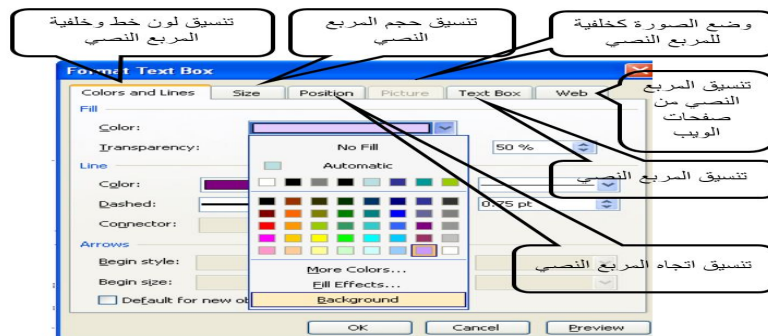 تنسيق لون خط وخلفية
المربع النصي
تنسيق حجم المربع
النصي
وضع الصورة كخلفية
للمربع النصي
Format Text Box
Colors and Lines
Size
Position
Picture
Text Box
Web
تنسيق المربع
النصي من
صفحات
الويب
Fill
Color:
Transparency:
No Fill
50 %
Automatic
Line
Color:
تنسيق المربع النصي
Dashed:
0.75 pt
Connector:
Arrows
Begin style:
More Colors...
تنسيق اتجاه المربع النصي
Begin size:
Fill Effects...
Default for new ob
Background
OK
Cancel
Preview